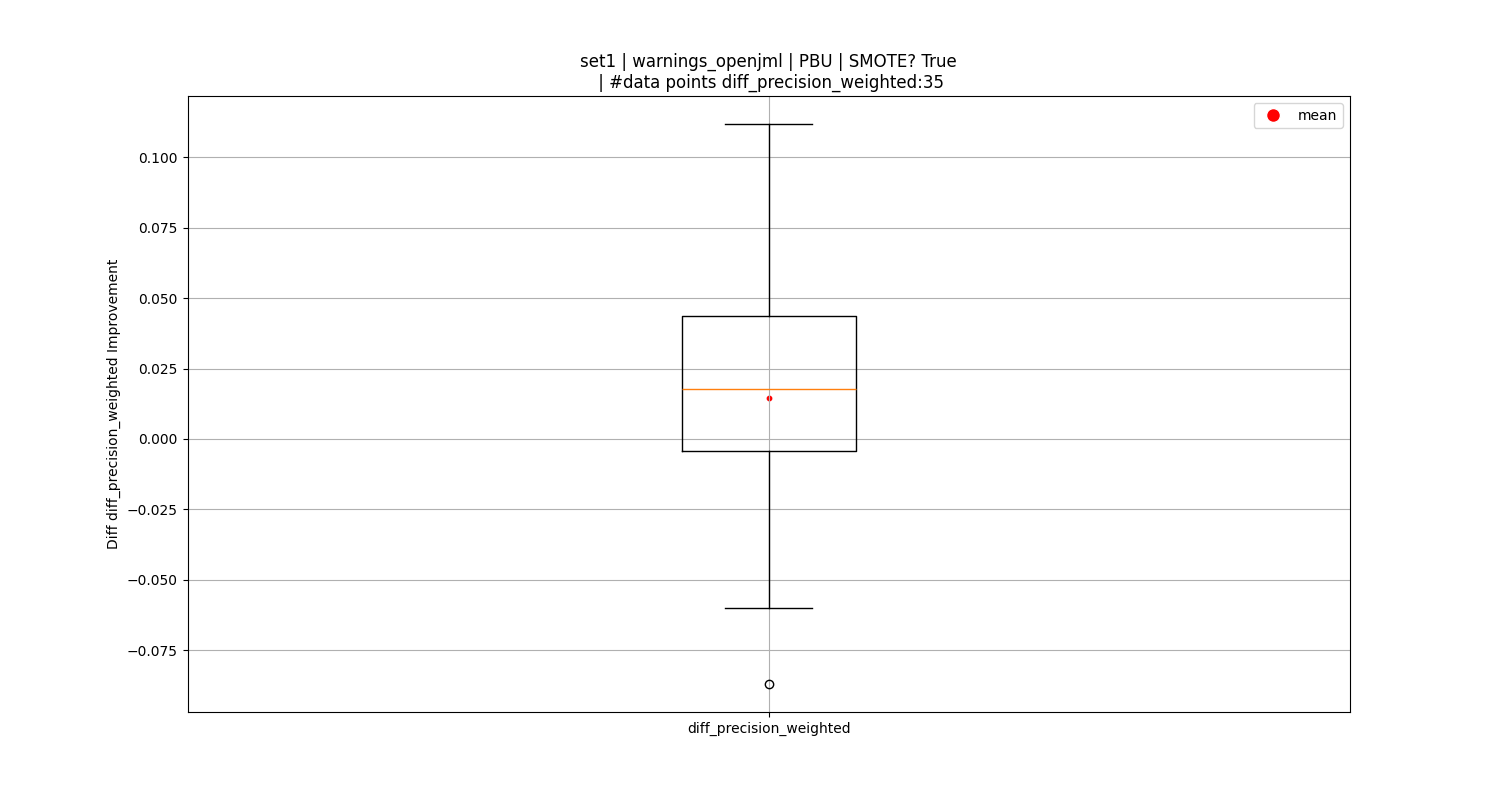 set1 | warnings_openjml | PBU | SMOTE? True
| #data points diff_precision_weighted:35
mean
0.100
0.075
0.050
0.025
0.000
−0.025
−0.050
−0.075
Diff diff_precision_weighted Improvement
diff_precision_weighted